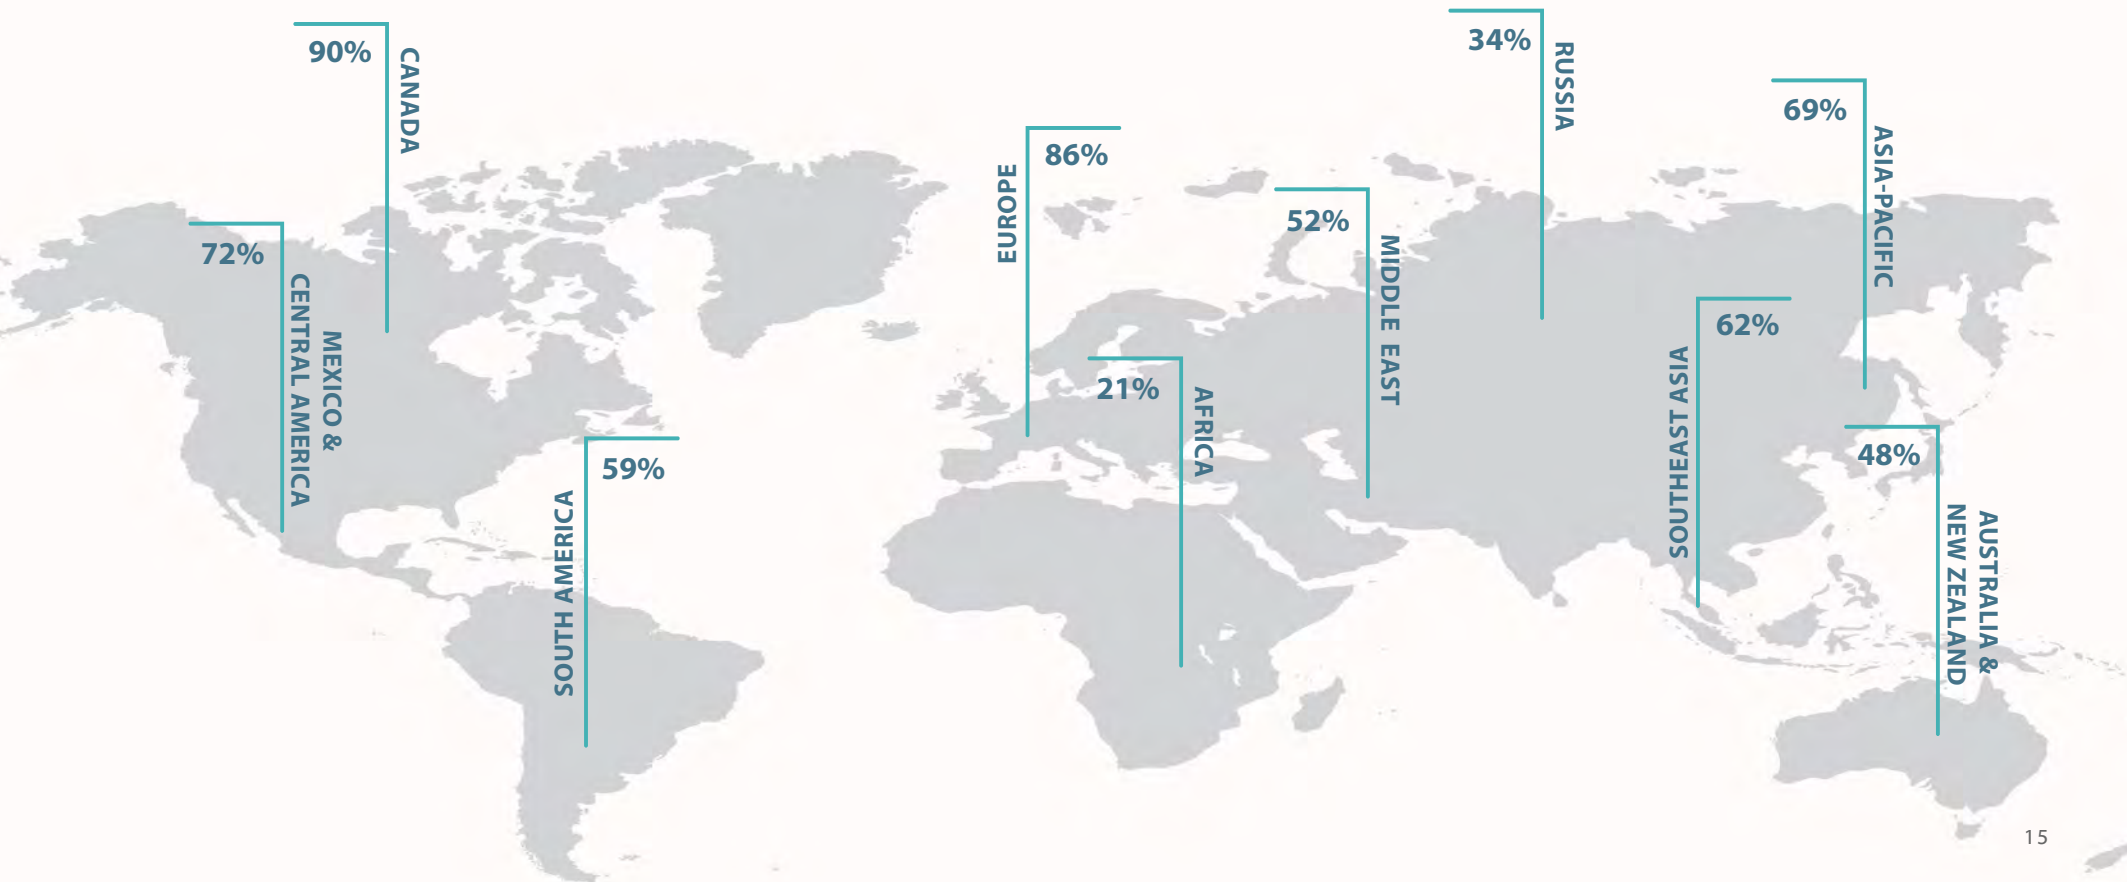 90%
CANADA
72%
MEXICO &
CENTRAL AMERICA
59%
SOUTH AMERICA
86%
EUROPE
21%
AFRICA
52%
MIDDLE EAST
34%
RUSSIA
69%
ASIA-PACIFIC
62%
SOUTHEAST ASIA
48%
AUSTRALIA &
NEW ZEALAND
15